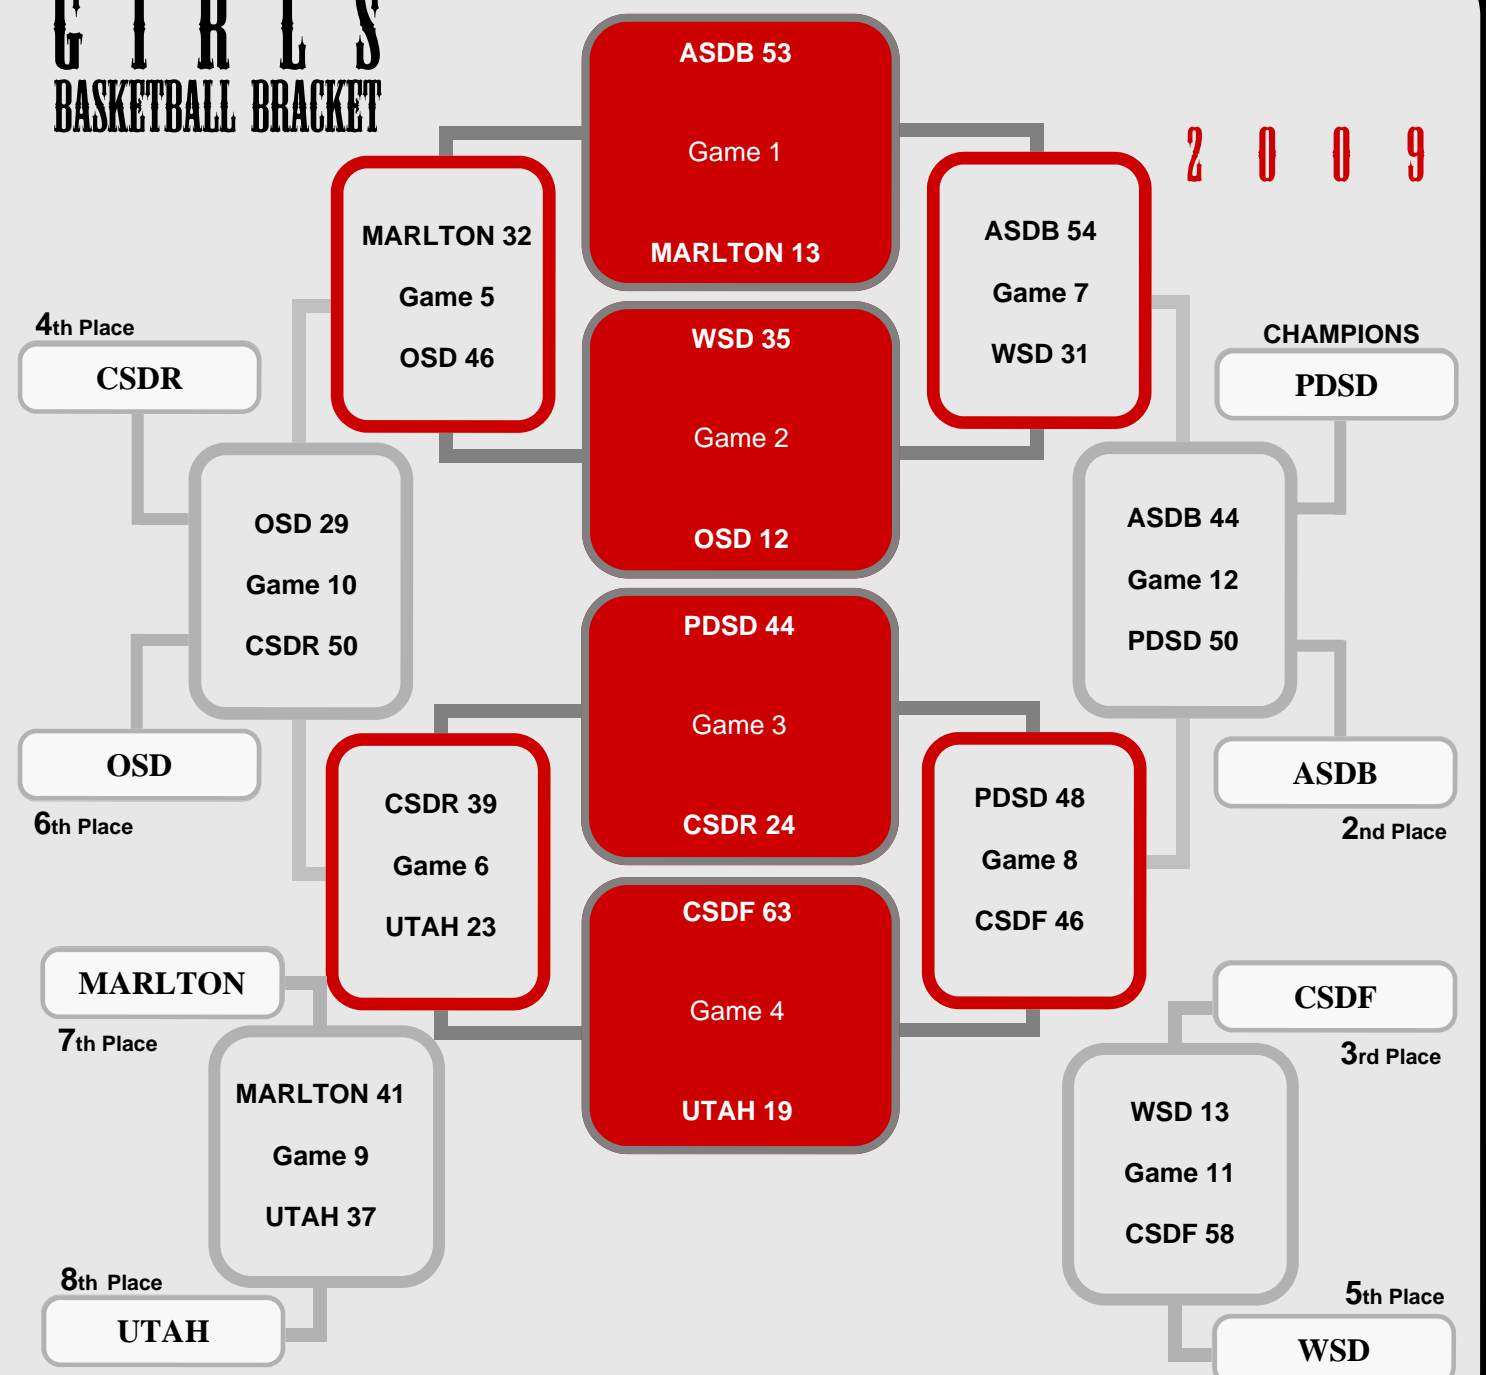 GIRLS
BASKETBALL BRACKET
2009
ASDB 53
Game 1
MARLTON 13
MARLTON 32
Game 5
OSD 46
ASDB 54
Game 7
WSD 31
WSD 35
Game 2
OSD 12
4th Place
CSDR
CHAMPIONS
PDSD
OSD 29
Game 10
CSDR 50
ASDB 44
Game 12
PDSD 50
PDSD 44
Game 3
CSDR 24
OSD
6th Place
ASDB
2nd Place
CSDR 39
Game 6
UTAH 23
PDSD 48
Game 8
CSDF 46
CSDF 63
Game 4
UTAH 19
MARLTON
7th Place
CSDF
3rd Place
MARLTON 41
Game 9
UTAH 37
WSD 13
Game 11
CSDF 58
8th Place
UTAH
5th Place
WSD